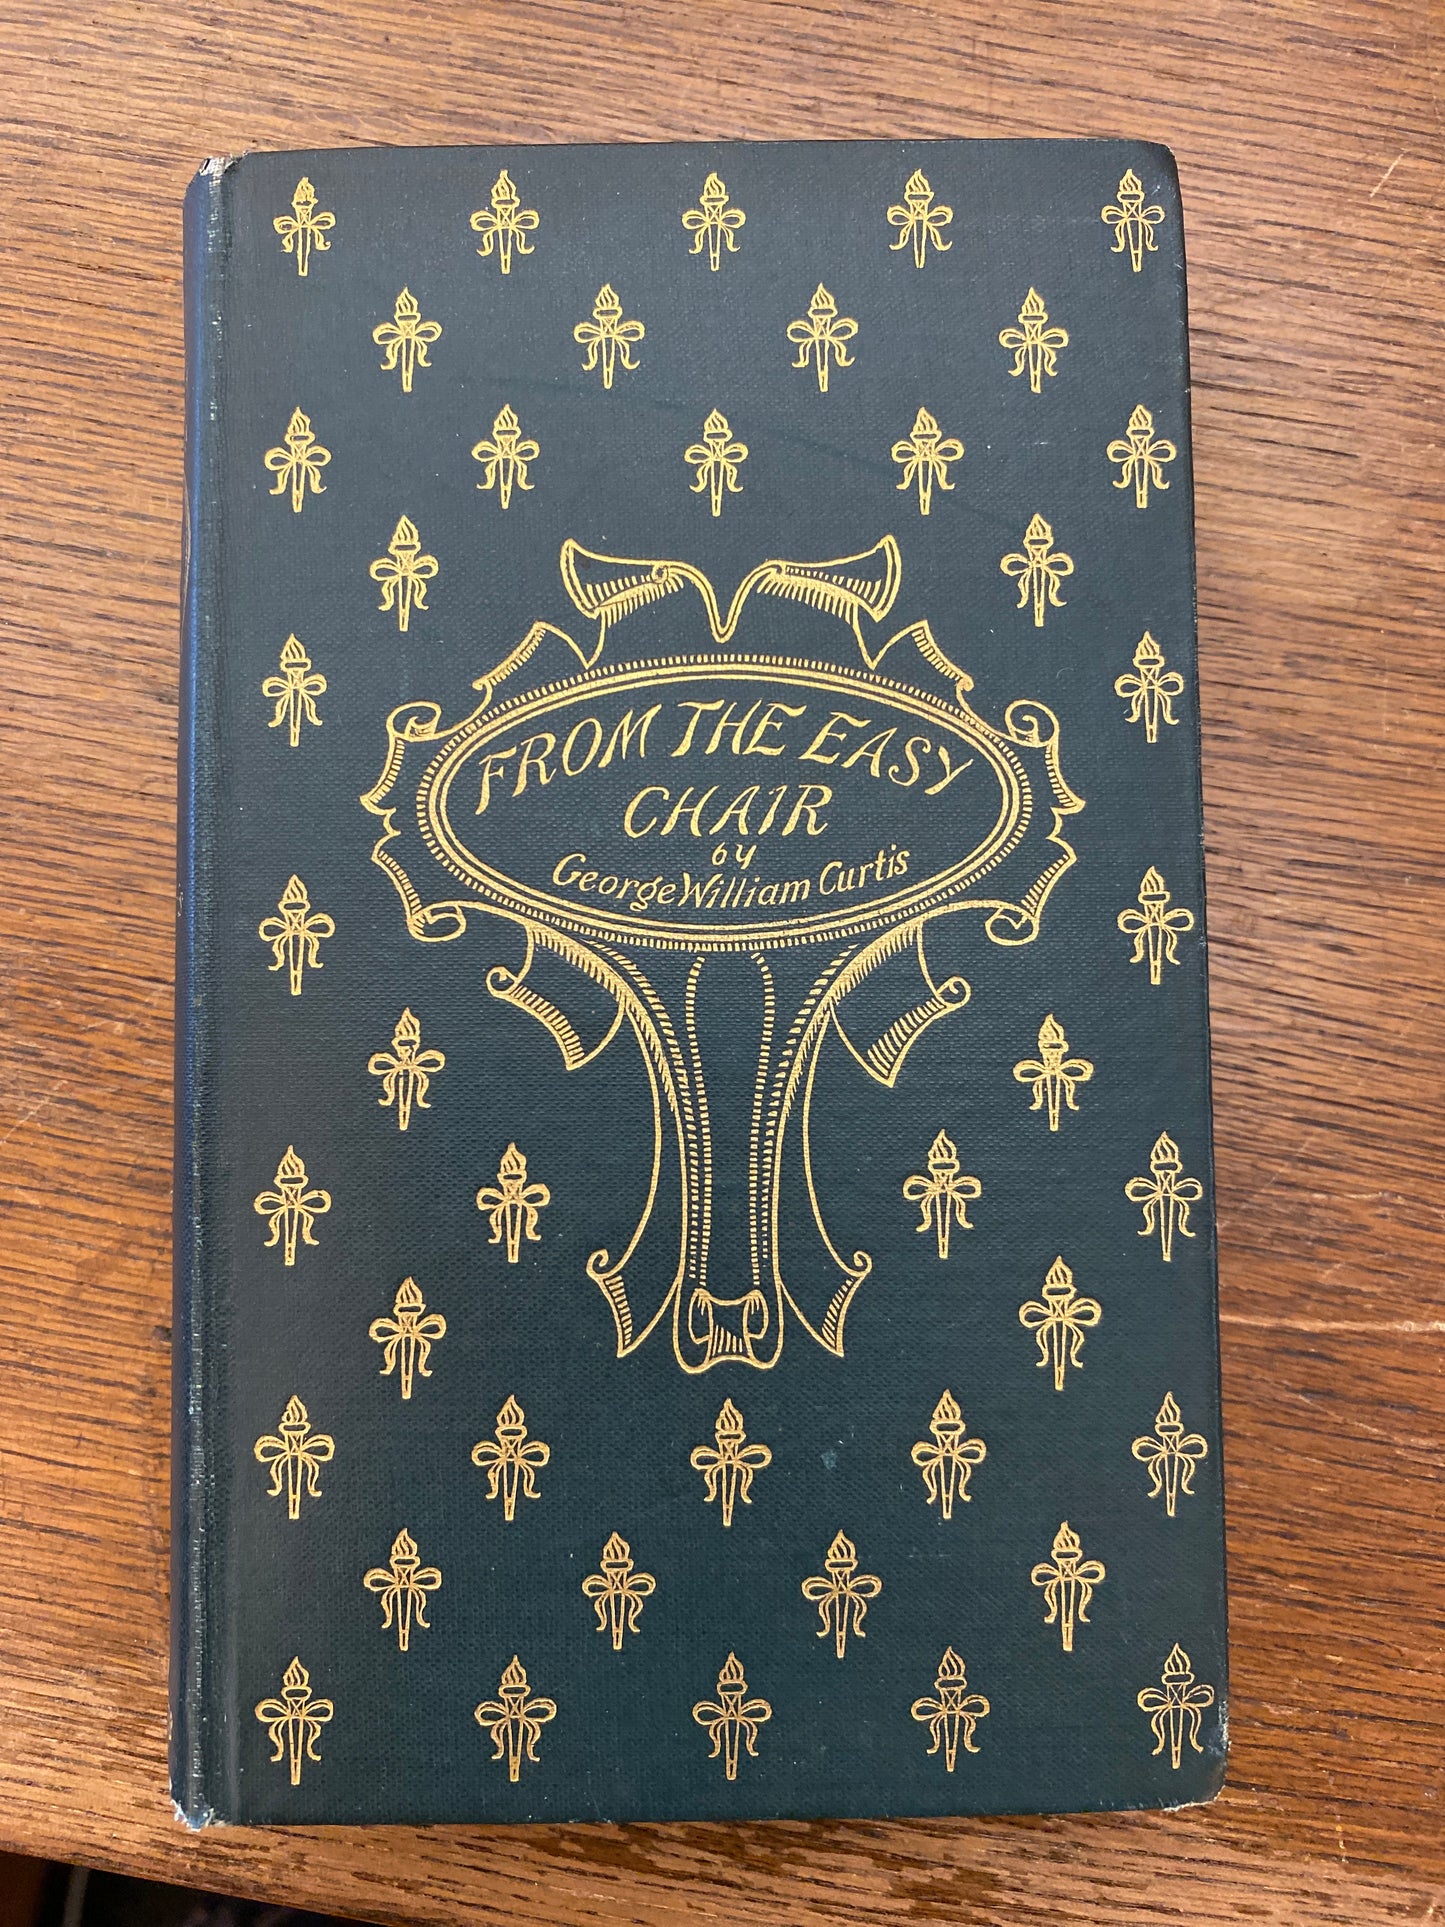 FROM THE EASY
CHAIR
by
George William Curtis